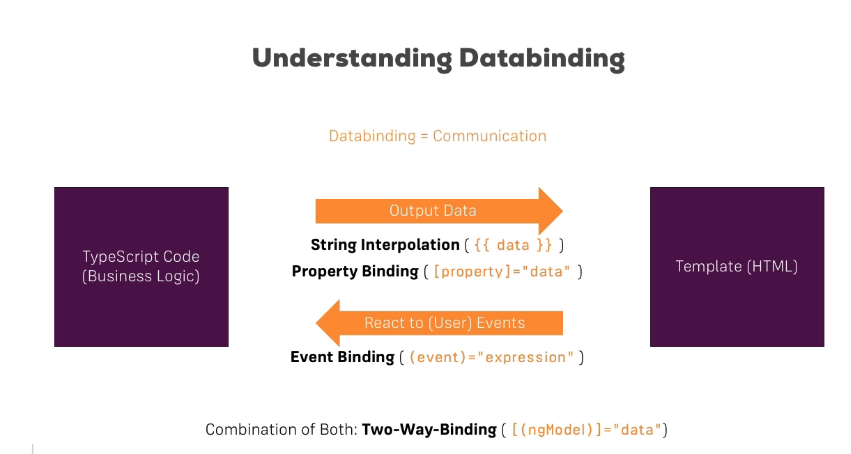 Understanding Databinding
Databinding = Communication
Output Data
String Interpolation ( {{ data }} )
Property Binding ( [property]="data" )
TypeScript Code
(Business Logic)
Template (HTML)
React to (User) Events
Event Binding ( (event)="expression" )
Combination of Both: Two-Way-Binding ( [(ngModel)]="data")